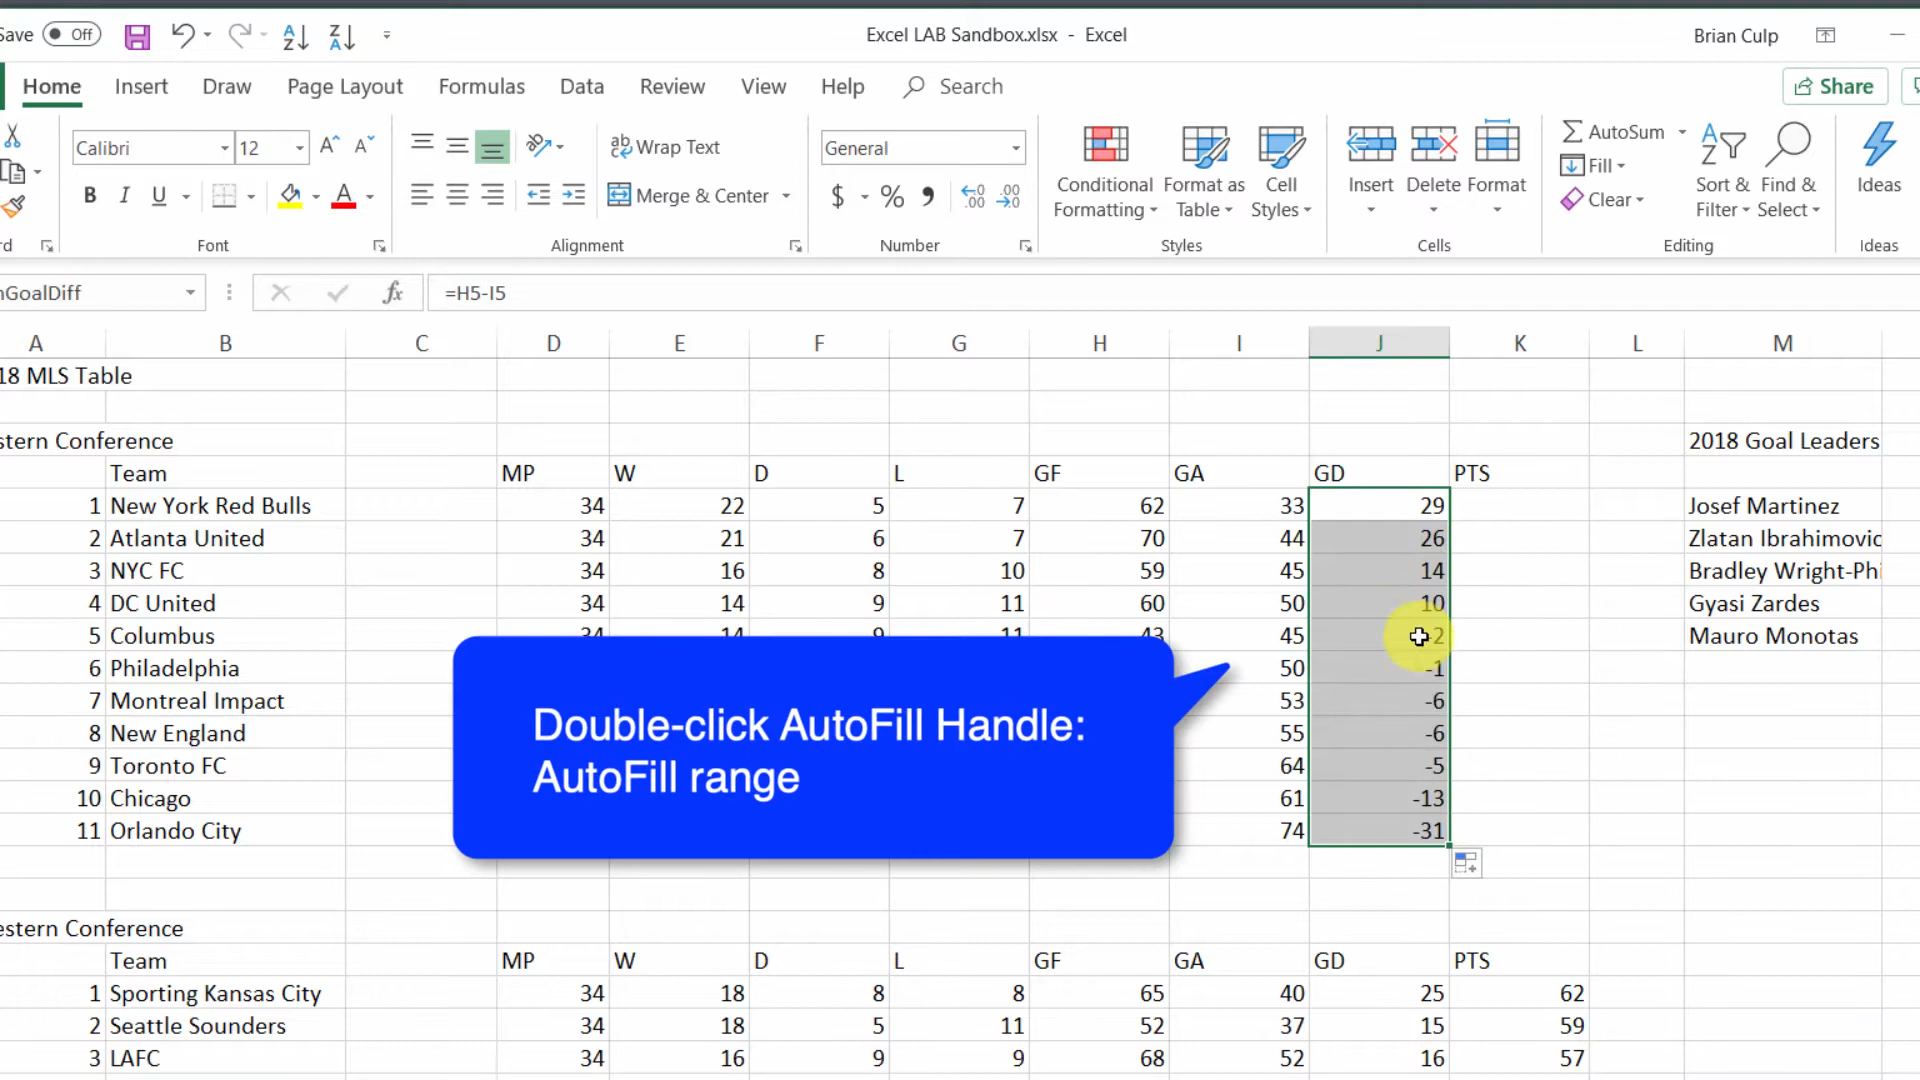 Save Off Excel LAB Sandbox.xlsx - Excel Brian Culp
Home Insert Draw Page Layout Formulas Data Review View Help Search Share
Calibri 12 Wrap Text General AutoSum
Fill
Conditional Format as Cell Insert Delete Format Sort & Find & Ideas
B I U A Merge & Center $ % Formatting Table Styles Clear Filter Select
Font Alignment Number Styles Cells Editing Ideas
GoalDiff fx =H5-I5
A B C D E F G H I J K L M
18 MLS Table
stern Conference 2018 Goal Leaders
Team MP W D L GF GA GD PTS
1 New York Red Bulls 34 22 5 7 62 33 29 Josef Martinez
2 Atlanta United 34 21 6 7 70 44 26 Zlatan Ibrahimovic
3 NYC FC 34 16 8 10 59 45 14 Bradley Wright-Phi
4 DC United 34 14 9 11 60 50 10 Gyasi Zardes
5 Columbus 34 14 9 11 43 45 -2 Mauro Monotas
6 Philadelphia 50 -1
7 Montreal Impact 53 -6
8 New England 55 -6
9 Toronto FC 64 -5
10 Chicago 61 -13
11 Orlando City 74 -31
Double-click AutoFill Handle:
AutoFill range
estern Conference
Team MP W D L GF GA GD PTS
1 Sporting Kansas City 34 18 8 8 65 40 25 62
2 Seattle Sounders 34 18 5 11 52 37 15 59
3 LAFC 34 16 9 9 68 52 16 57